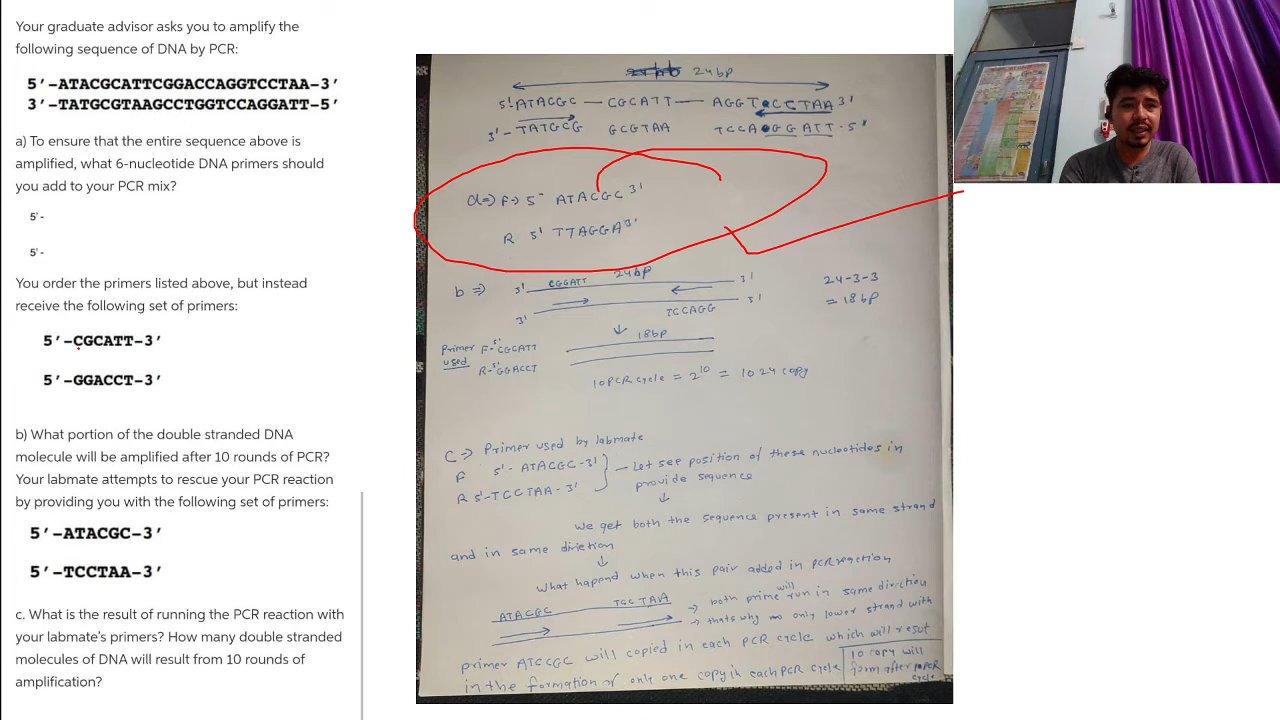 Your graduate advisor asks you to amplify the
following sequence of DNA by PCR:
5'-ATACGCATTCGGACCAGGTCCTAA-3'
3'-TATGCGTAAGCCTGGTCCAGGATT-5'
a) To ensure that the entire sequence above is
amplified, what 6-nucleotide DNA primers should
you add to your PCR mix?
5'-
5'-
You order the primers listed above, but instead
receive the following set of primers:
5'-CGCATT-3'
5'-GGACCT-3'
b) What portion of the double stranded DNA
molecule will be amplified after 10 rounds of PCR?
Your labmate attempts to rescue your PCR reaction
by providing you with the following set of primers:
5'-ATACGC-3'
5'-TCCTAA-3'
c. What is the result of running the PCR reaction with
your labmate's primers? How many double stranded
molecules of DNA will result from 10 rounds of
amplification?
24bp
5'-ATACGC — CGCATT — AGGTCCTAA 3'
3'-TATGCG GCGTAA TCCAGGATT-5'
a⇒ F→ 5'- ATACGC 3'
R 5' TTAGGA 3'
24bp
b ⇒ 5' CGGATT 3' 24-3-3
3' TCCAGG 5' = 18bp
↓ 18bp
Primer used F-5'CGCATT
R-5'GGACCT
10 PCR cycle = 2^10 = 1024 copy
C → Primer used by labmate
F 5'- ATACGC-3'
R 5'-TCCTAA-3'
— Let see position of these nucleotides in
provide sequence
↓
We get both the sequence present in same strand
and in same diretion
↓
What happend when this pair added in PCR reaction
ATACGC TCCTAA → both prime will run in same direction
→ thats why only lower strand with
primer ATCCGC will copied in each PCR cycle which will resut
in the formation of only one copy in each PCR cycle
10 copy will
form after 10 PCR
cycle